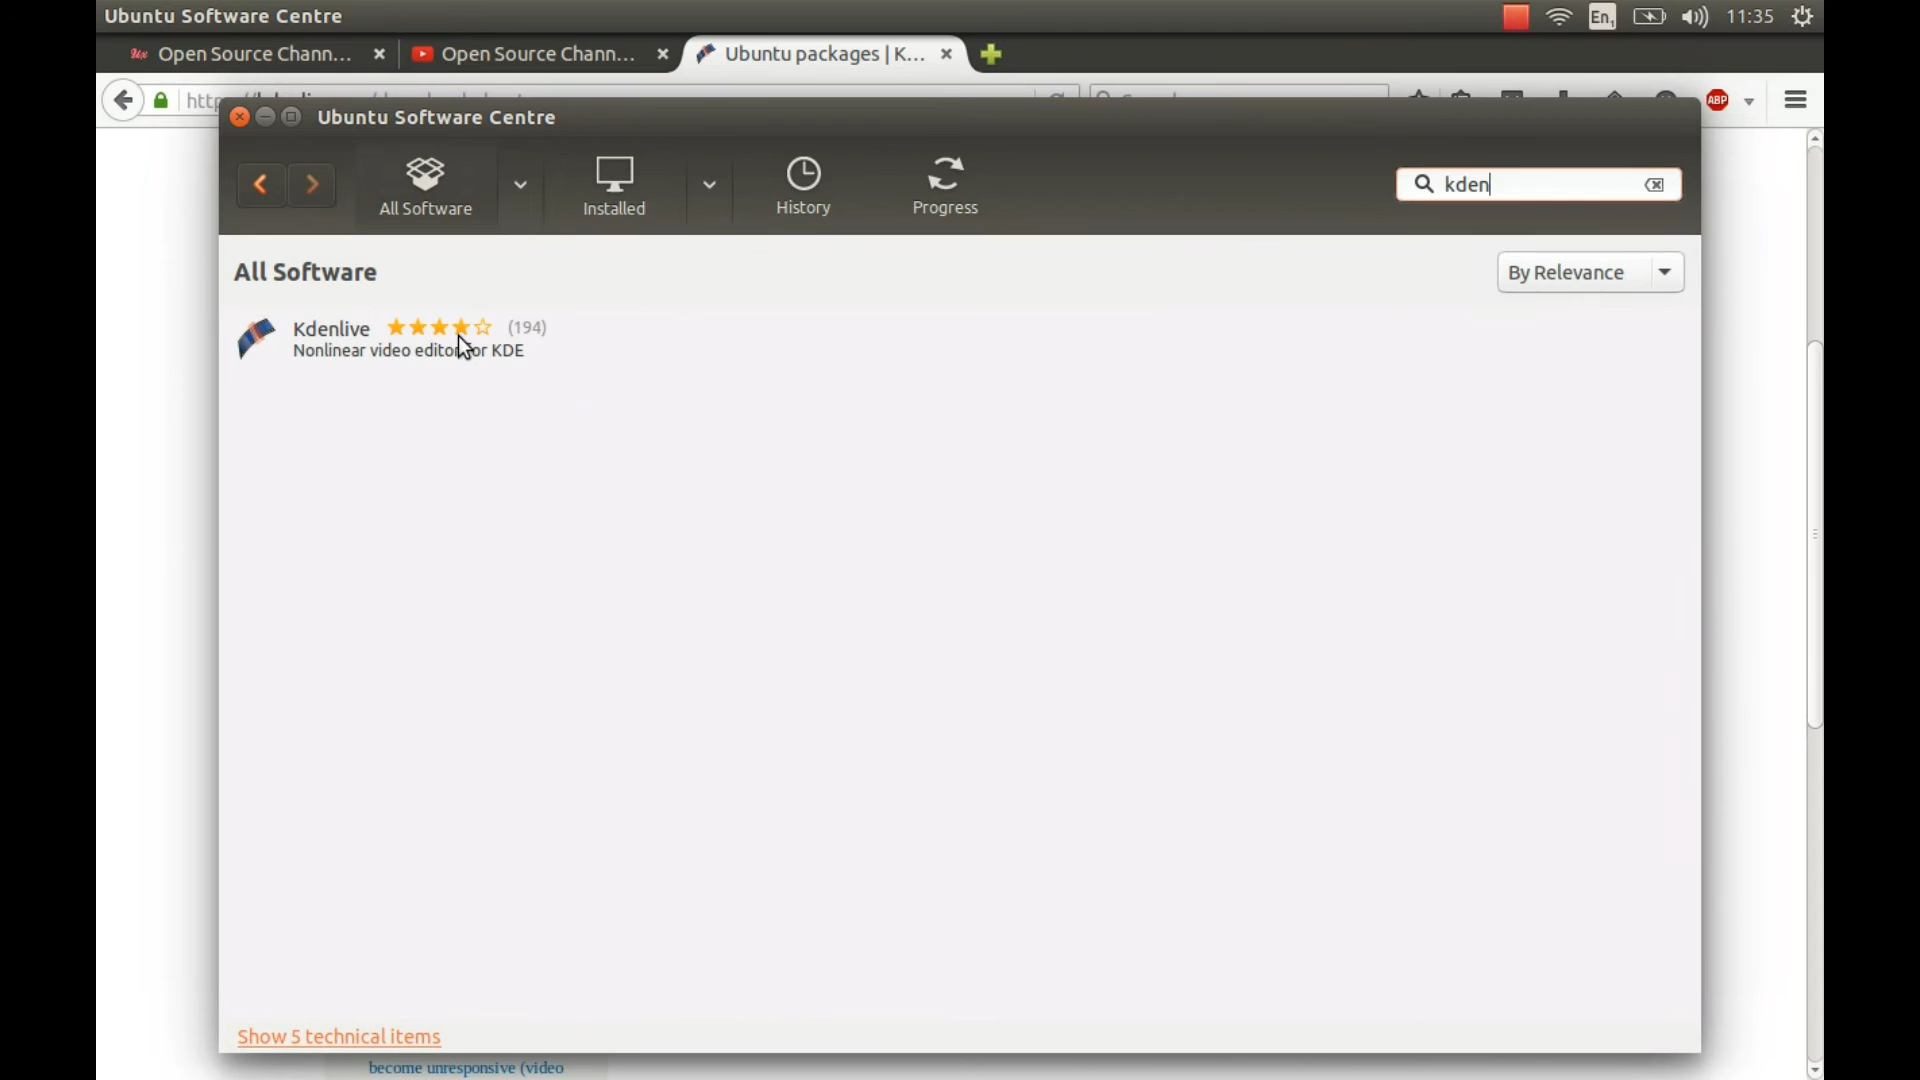 Ubuntu Software Centre
En₁
11:35
Open Source Chann...
Open Source Chann...
Ubuntu packages | K...
ABP
Ubuntu Software Centre
All Software
Installed
History
Progress
kden
All Software
By Relevance
Kdenlive (194)
Nonlinear video editor for KDE
Show 5 technical items
become unresponsive (video